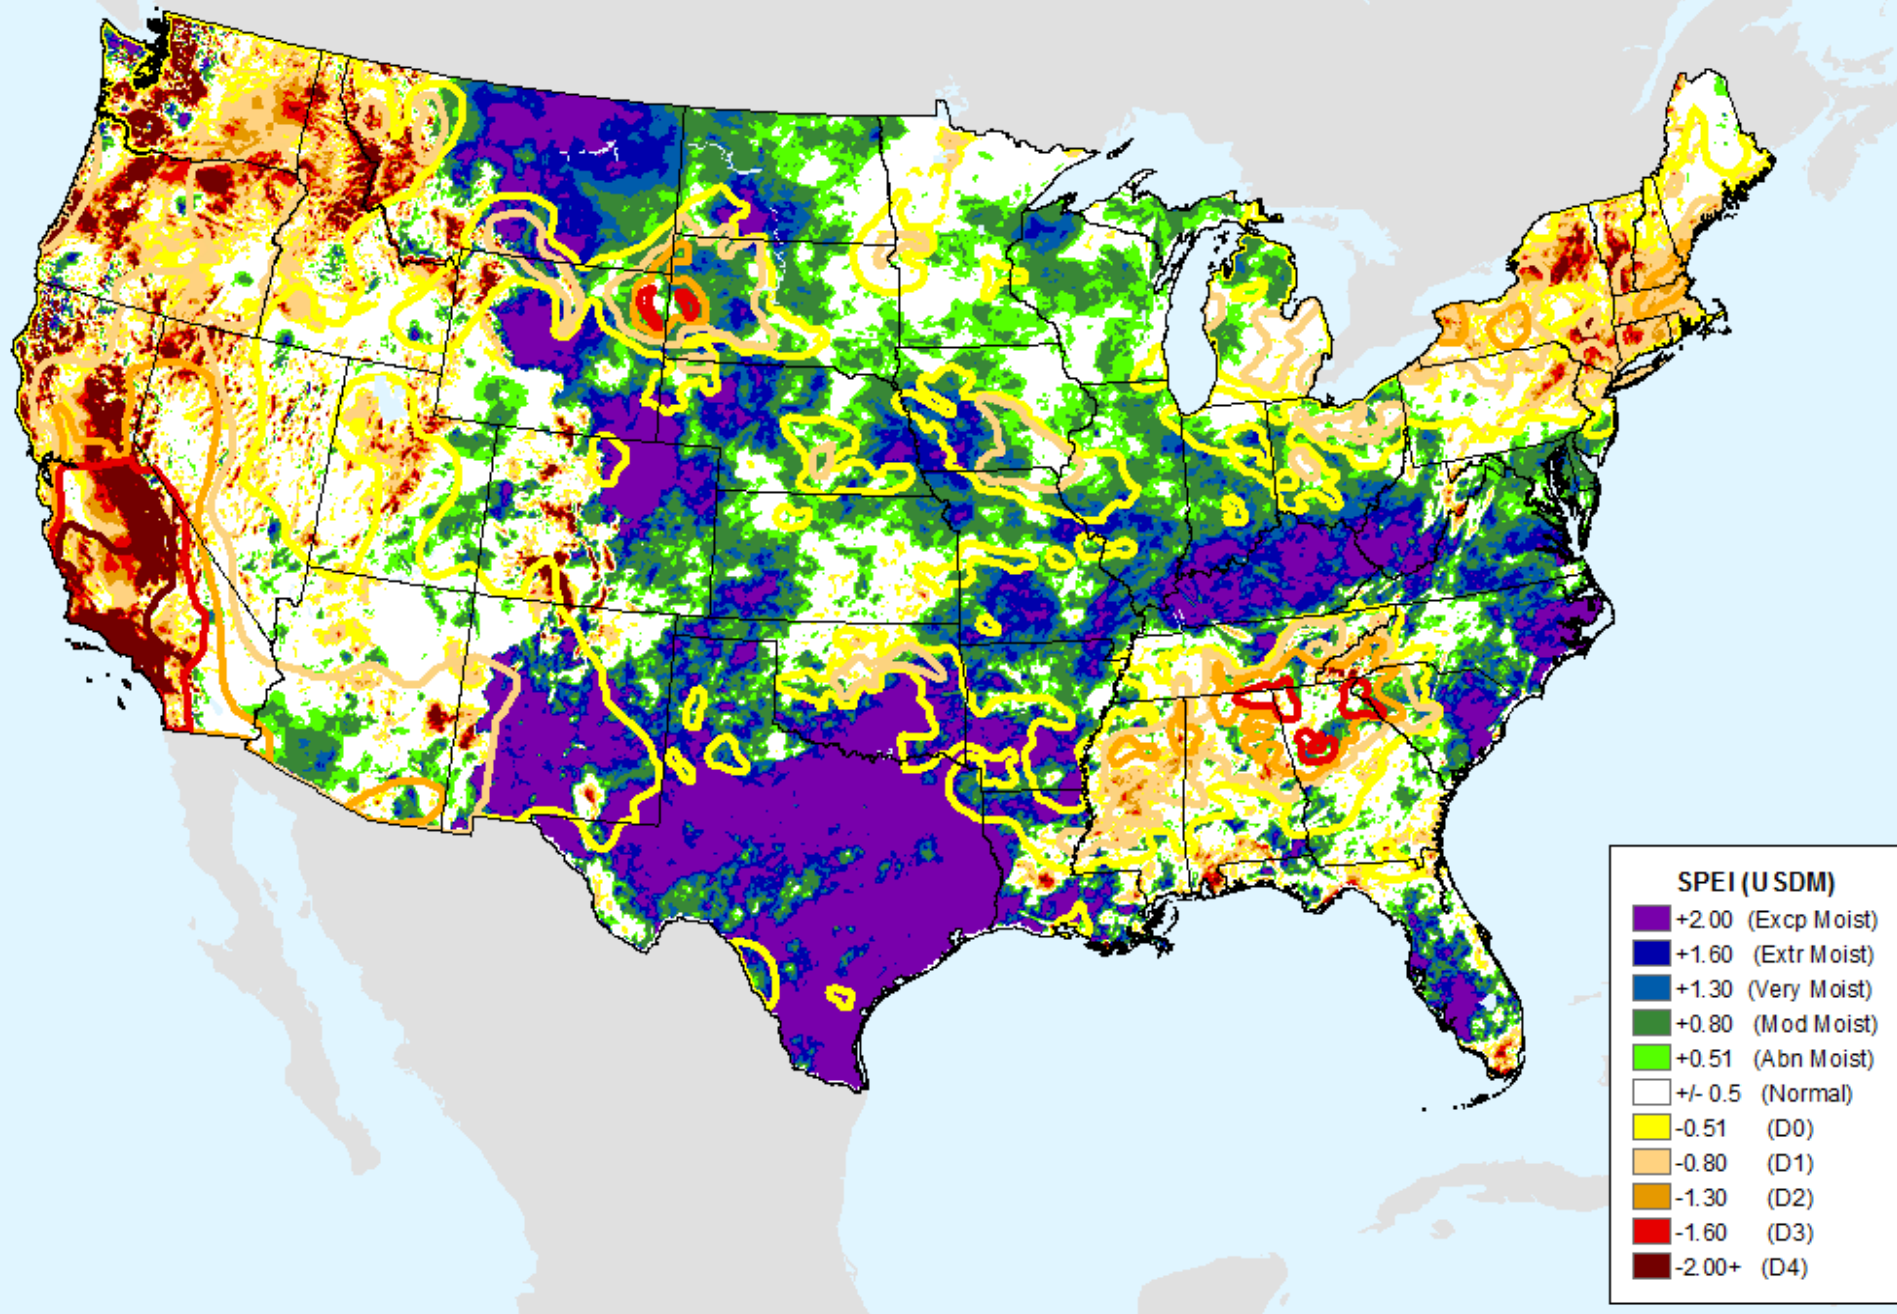 SPEI (USDM)
+2.00 (Excp Moist)
+1.60 (Extr Moist)
+1.30 (Very Moist)
+0.80 (Mod Moist)
+0.51 (Abn Moist)
+/- 0.5 (Normal)
-0.51 (D0)
-0.80 (D1)
-1.30 (D2)
-1.60 (D3)
-2.00+ (D4)